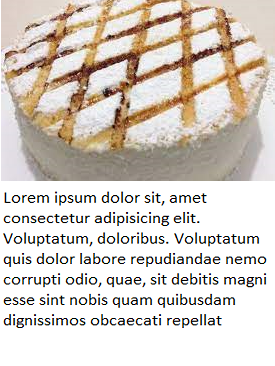 Lorem ipsum dolor sit, amet
consectetur adipisicing elit.
Voluptatum, doloribus. Voluptatum
quis dolor labore repudiandae nemo
corrupti odio, quae, sit debitis magni
esse sint nobis quam quibusdam
dignissimos obcaecati repellat